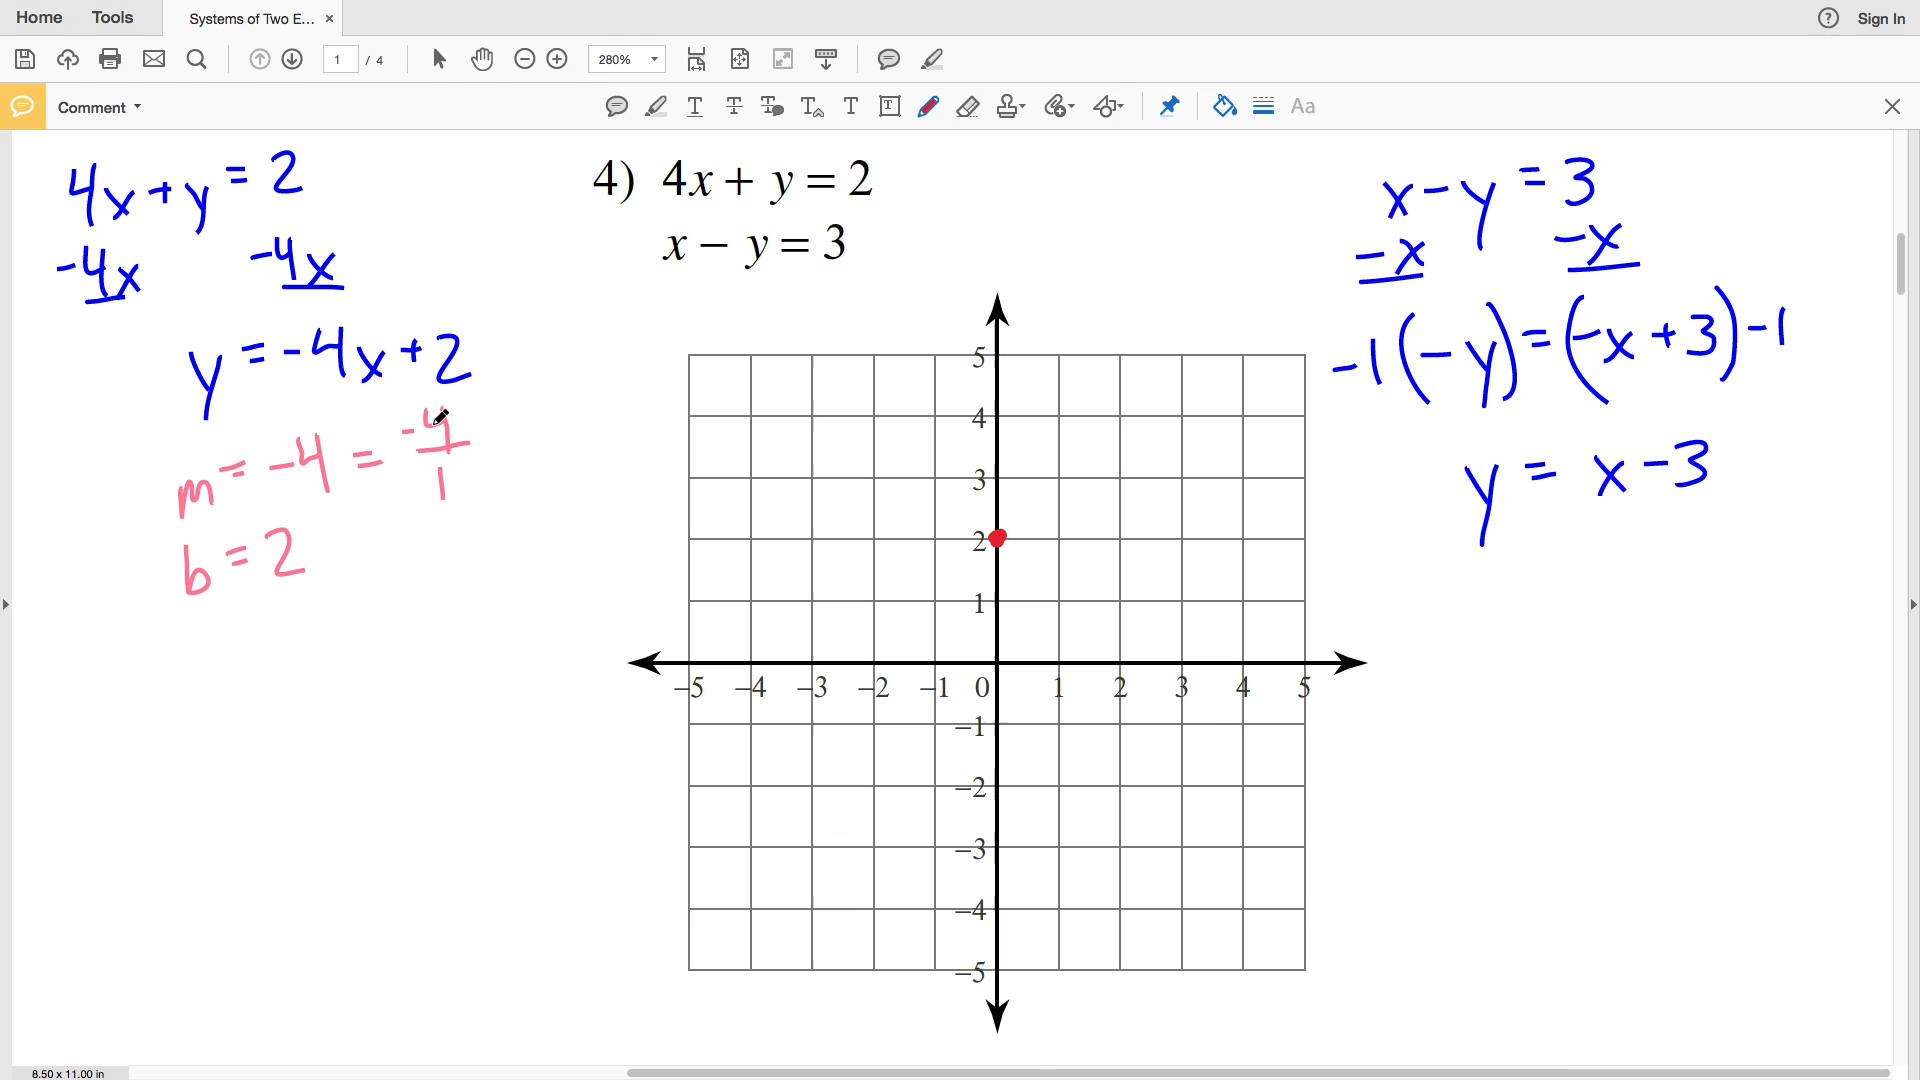 Home Tools Systems of Two E... × ? Sign In
1 / 4 280%
Comment T T T T T T Aa
4x + y = 2
-4x -4x
y = -4x + 2
m = -4 = -4/1
b = 2
4) 4x + y = 2
x − y = 3
5
4
3
2
1
−5 −4 −3 −2 −1 0 1 2 3 4 5
−1
−2
−3
−4
−5
x - y = 3
-x -x
-1(-y) = (-x + 3)-1
y = x - 3
8.50 x 11.00 in